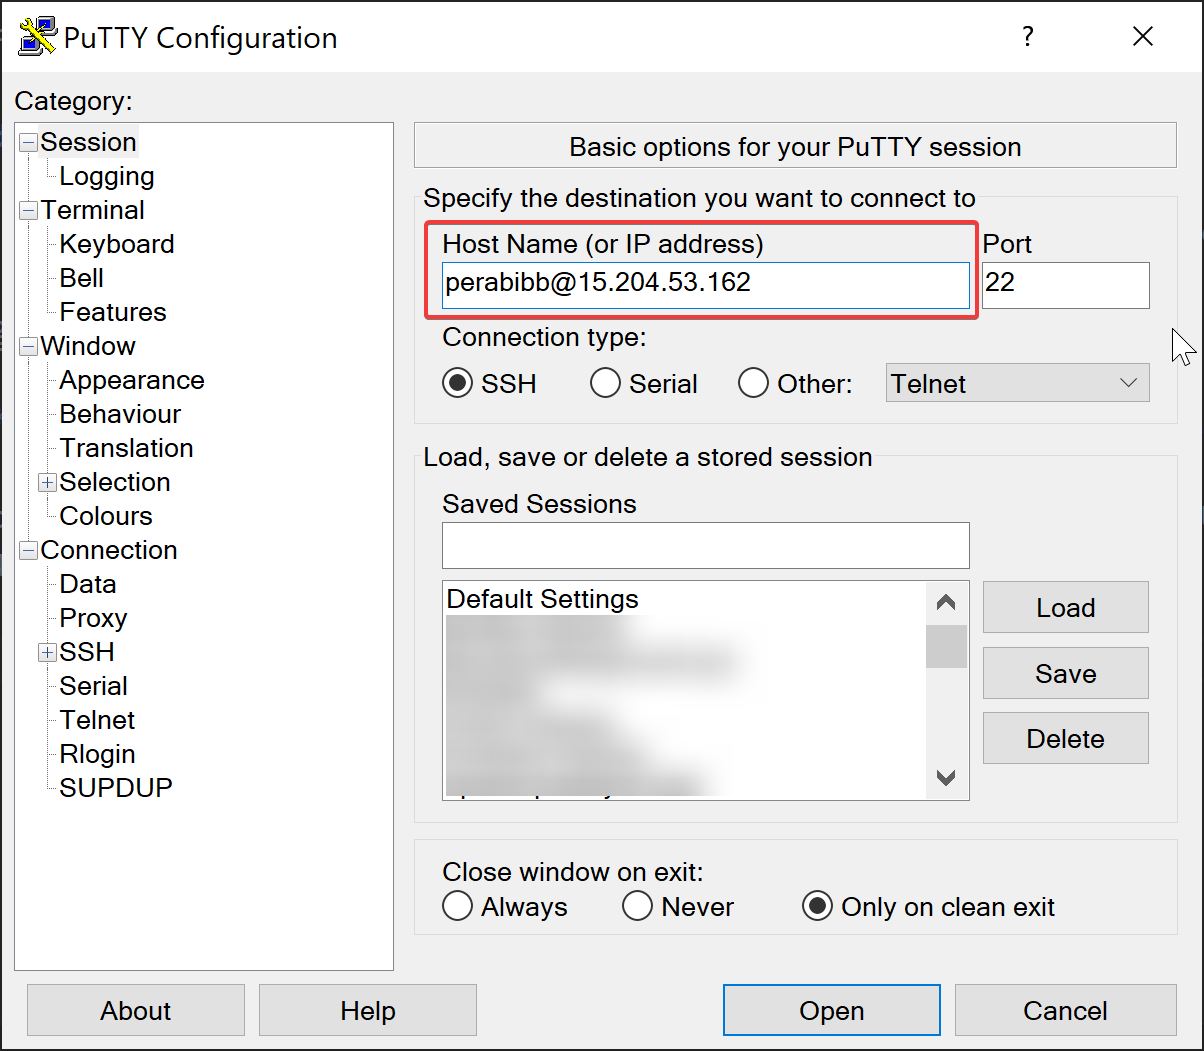 PuTTY Configuration
?
Category:
Session
Logging
Terminal
Keyboard
Bell
Features
Window
Appearance
Behaviour
Translation
Selection
Colours
Connection
Data
Proxy
SSH
Serial
Telnet
Rlogin
SUPDUP
Basic options for your PuTTY session
Specify the destination you want to connect to
Host Name (or IP address) Port
perabibb@15.204.53.162 22
Connection type:
SSH Serial Other: Telnet
Load, save or delete a stored session
Saved Sessions
Default Settings
Load
Save
Delete
Close window on exit:
Always Never Only on clean exit
About Help Open Cancel